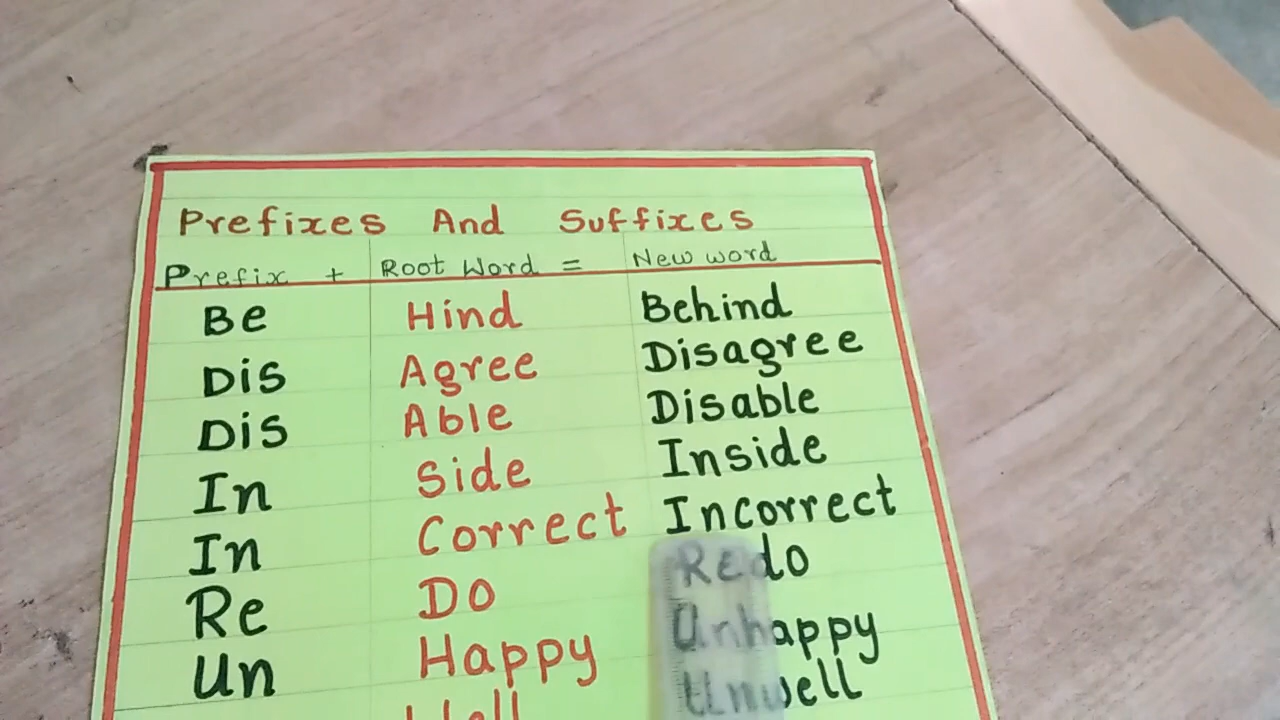 Prefixes And Suffixes
Prefix + Root Word = New word
Be Hind Behind
Dis Agree Disagree
Dis Able Disable
In Side Inside
In Correct Incorrect
Re Do Redo
Un Happy Unhappy
Unwell